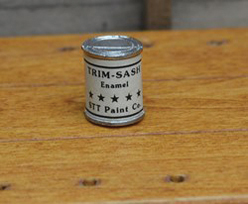 TRIM-SASH
Enamel
★★★★★
STT Paint Co.